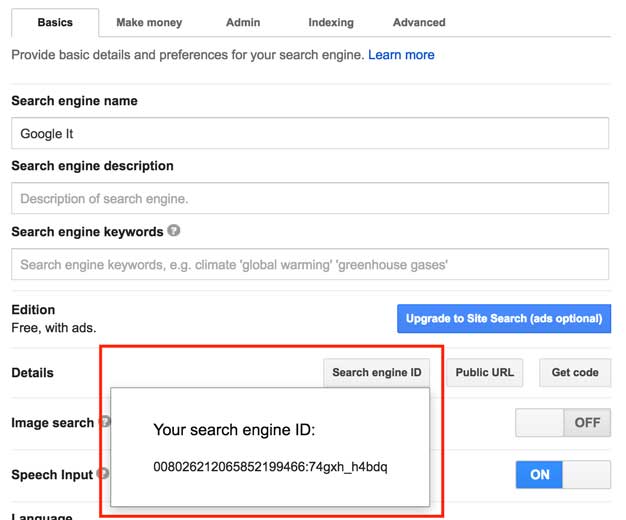 Basics Make money Admin Indexing Advanced
Provide basic details and preferences for your search engine. Learn more
Search engine name
Google It
Search engine description
Description of search engine.
Search engine keywords ?
Search engine keywords, e.g. climate 'global warming' 'greenhouse gases'
Edition
Free, with ads.
Upgrade to Site Search (ads optional)
Details Search engine ID Public URL Get code
Your search engine ID:
008026212065852199466:74gxh_h4bdq
Image search ? OFF
Speech Input ? ON
Language